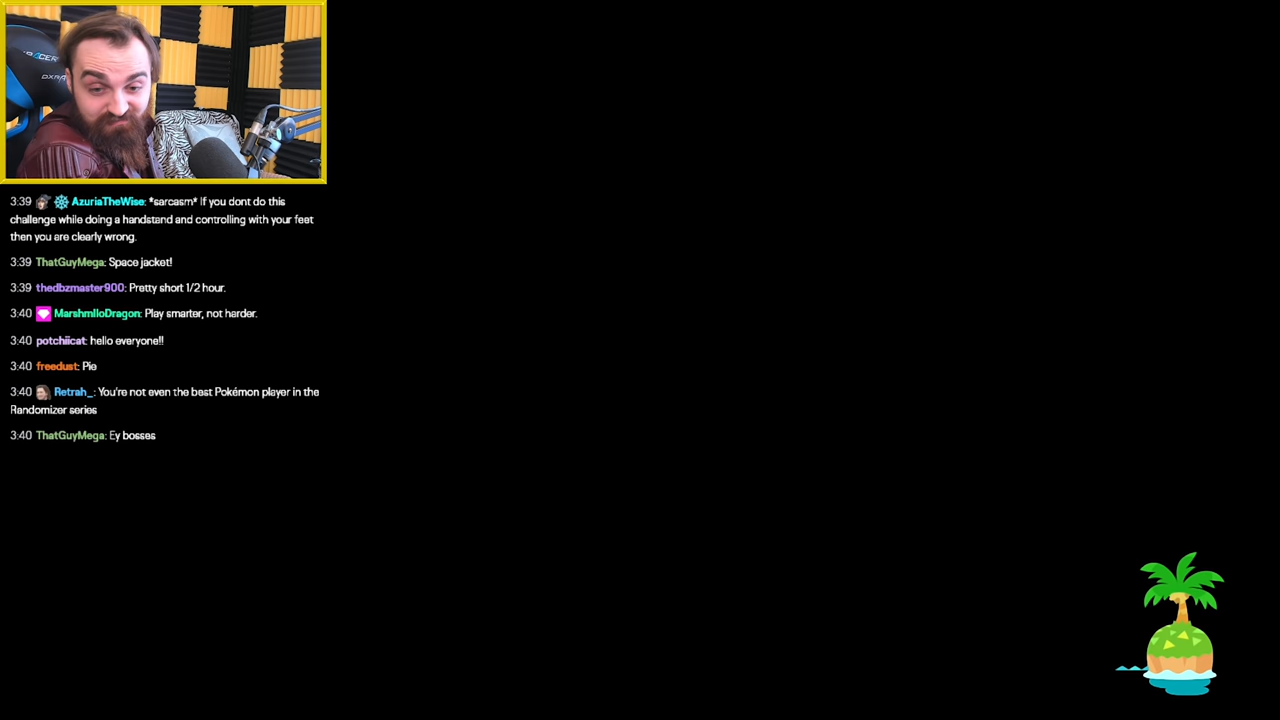 RACER
DXRA
3:39 AzuriaTheWise: *sarcasm* If you dont do this
challenge while doing a handstand and controlling with your feet
then you are clearly wrong.
3:39 ThatGuyMega: Space jacket!
3:39 thedbzmaster900: Pretty short 1/2 hour.
3:40 MarshmlloDragon: Play smarter, not harder.
3:40 potchiicat: hello everyone!!
3:40 freedust: Pie
3:40 Retrah_: You're not even the best Pokémon player in the
Randomizer series
3:40 ThatGuyMega: Ey bosses